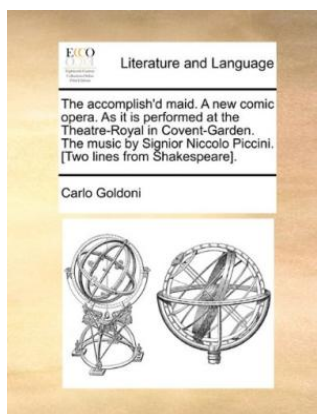 ECCO
Literature and Language
The accomplish'd maid. A new comic
opera. As it is performed at the
Theatre-Royal in Covent-Garden.
The music by Signior Niccolo Piccini.
[Two lines from Shakespeare].
Carlo Goldoni